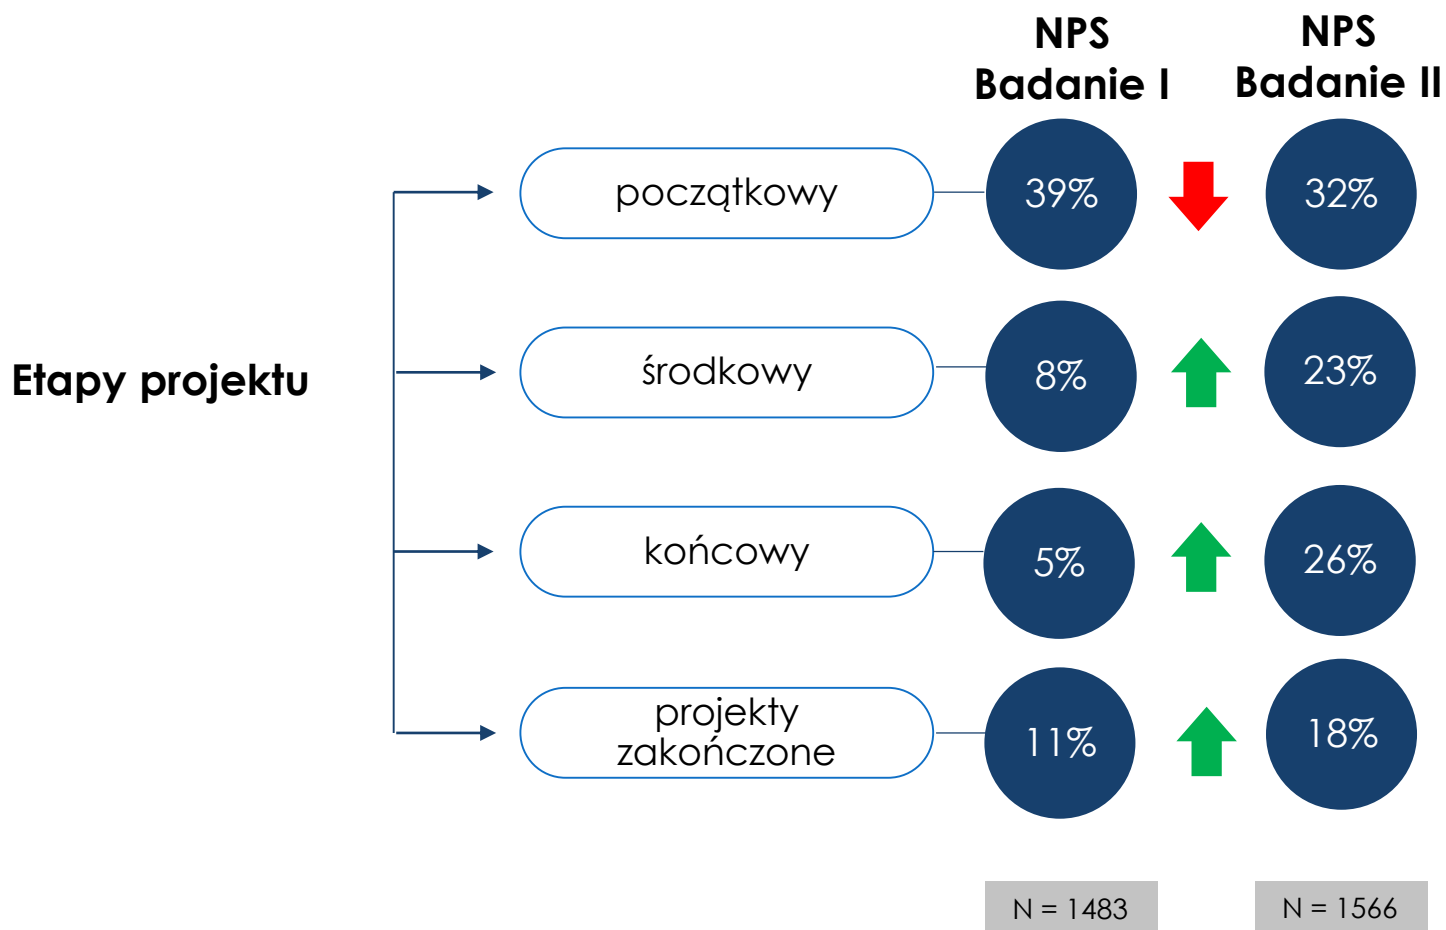 NPS
Badanie I
NPS
Badanie II
Etapy projektu
początkowy
39%
32%
środkowy
8%
23%
końcowy
5%
26%
projekty
zakończone
11%
18%
N = 1483
N = 1566